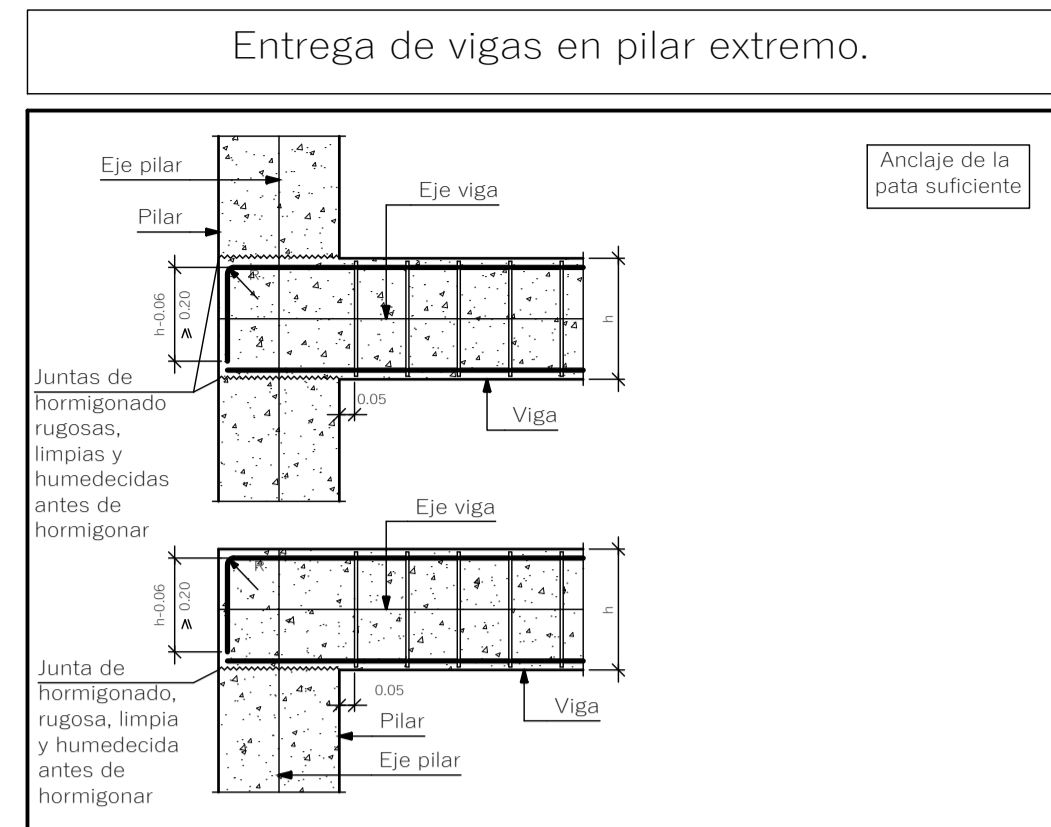 Entrega de vigas en pilar extremo.
Anclaje de la
pata suficiente
Eje pilar
Eje viga
Pilar
R
h-0.06
≥ 0.20
h
Juntas de
hormigonado
rugosas,
limpias y
humedecidas
antes de
hormigonar
0.05
Viga
Eje viga
R
h-0.06
≥ 0.20
h
Junta de
hormigonado,
rugosa, limpia
y humedecida
antes de
hormigonar
0.05
Viga
Pilar
Eje pilar